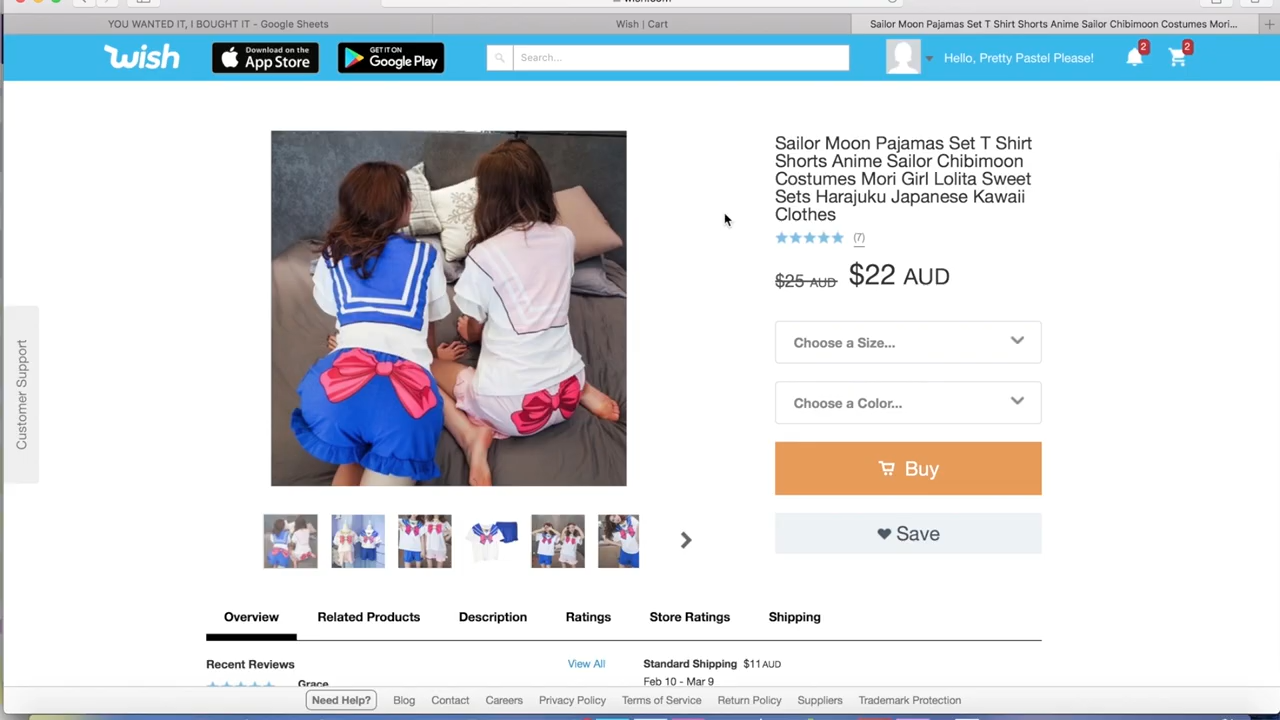 YOU WANTED IT, I BOUGHT IT - Google Sheets
Wish | Cart
Sailor Moon Pajamas Set T Shirt Shorts Anime Sailor Chibimoon Costumes Mori...
wish
Download on the
App Store
GET IT ON
Google Play
Search...
Hello, Pretty Pastel Please!
2
2
Sailor Moon Pajamas Set T Shirt
Shorts Anime Sailor Chibimoon
Costumes Mori Girl Lolita Sweet
Sets Harajuku Japanese Kawaii
Clothes
(7)
$25 AUD $22 AUD
Choose a Size...
Choose a Color...
Buy
Save
Customer Support
Overview Related Products Description Ratings Store Ratings Shipping
Recent Reviews View All Standard Shipping $11 AUD
Grace Feb 10 - Mar 9
Need Help? Blog Contact Careers Privacy Policy Terms of Service Return Policy Suppliers Trademark Protection